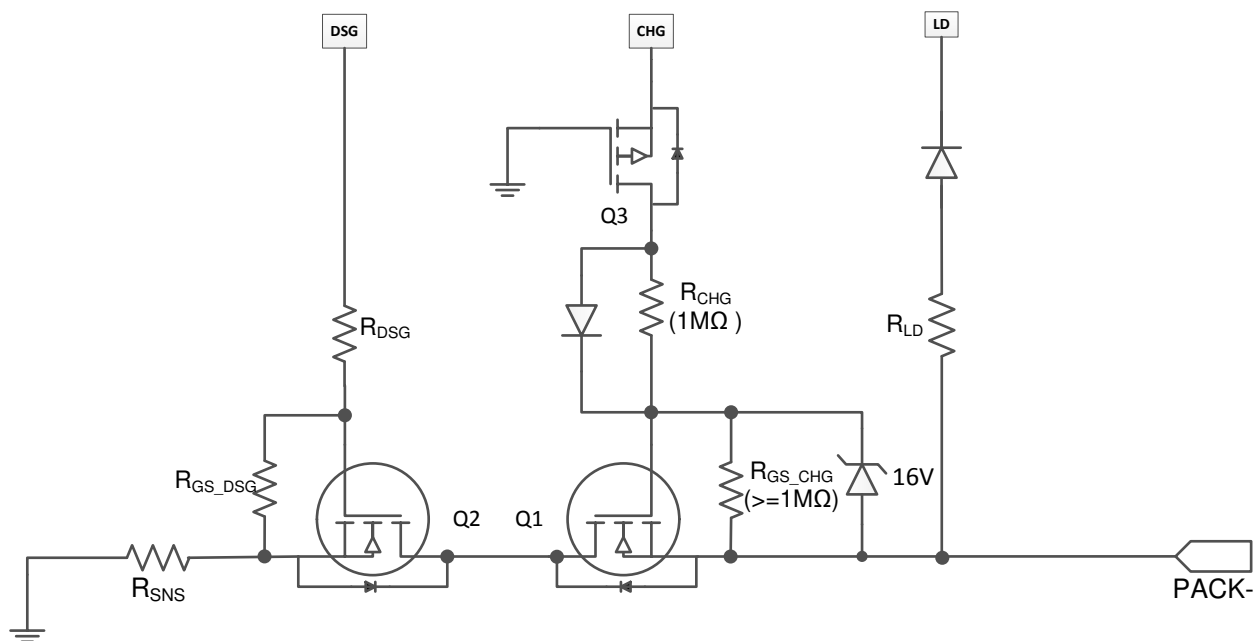 DSG
CHG
LD
Q3
RCHG
(1MΩ )
RDSG
RLD
RGS_DSG
RGS_CHG
(>=1MΩ)
16V
Q2
Q1
RSNS
PACK-